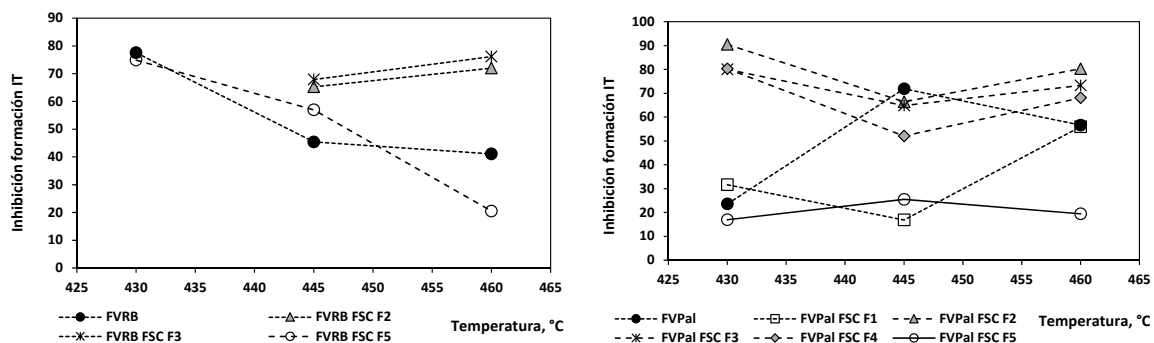 Inhibición formación IT
90
80
70
60
50
40
30
20
10
0
425 430 435 440 445 450 455 460 465
FVRB FVRB FSC F2
FVRB FSC F3 FVRB FSC F5
Temperatura, °C
Inhibición formación IT
100
90
80
70
60
50
40
30
20
10
0
425 430 435 440 445 450 455 460 465
FVPal FVPal FSC F1 FVPal FSC F2
FVPal FSC F3 FVPal FSC F4 FVPal FSC F5
Temperatura, °C